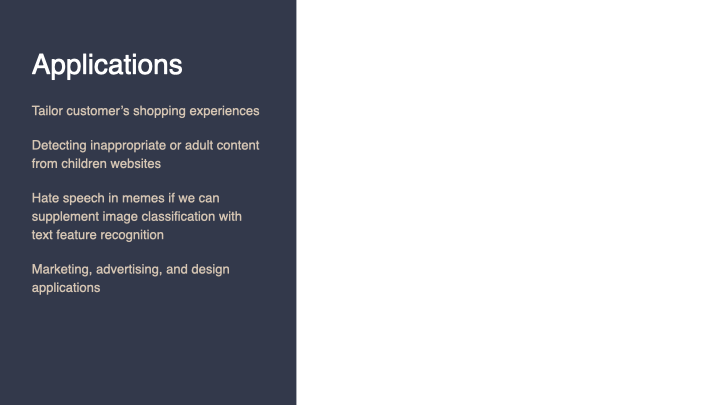 Applications
Tailor customer’s shopping experiences
Detecting inappropriate or adult content
from children websites
Hate speech in memes if we can
supplement image classification with
text feature recognition
Marketing, advertising, and design
applications